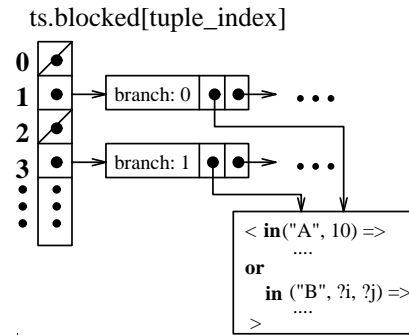 ts.blocked[tuple_index]
0
1 branch: 0 ...
2
3 branch: 1 ...
< in("A", 10) =>
....
or
in ("B", ?i, ?j) =>
....
>